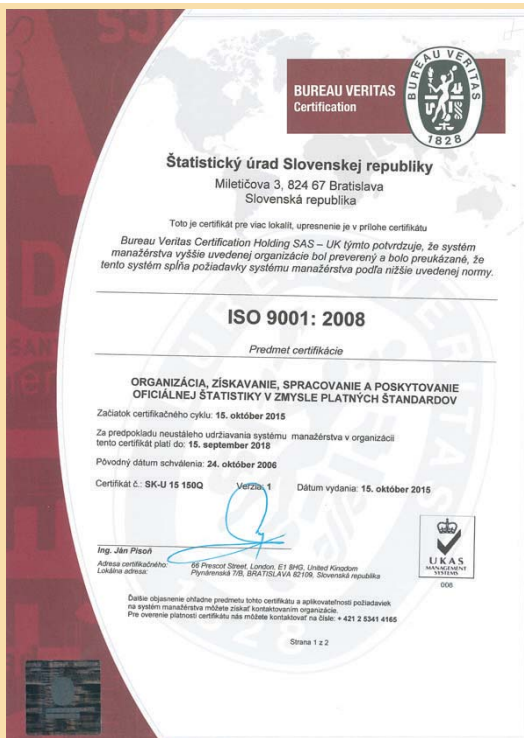 BUREAU VERITAS
Certification
BUREAU VERITAS
1828
Štatistický úrad Slovenskej republiky
Miletičova 3, 824 67 Bratislava
Slovenská republika
Toto je certifikát pre viac lokalít, upresnenie je v prílohe certifikátu
Bureau Veritas Certification Holding SAS – UK týmto potvrdzuje, že systém
manažérstva vyššie uvedenej organizácie bol preverený a bolo preukázané, že
tento systém spĺňa požiadavky systému manažérstva podľa nižšie uvedenej normy.
ISO 9001: 2008
Predmet certifikácie
ORGANIZÁCIA, ZÍSKAVANIE, SPRACOVANIE A POSKYTOVANIE
OFICIÁLNEJ ŠTATISTIKY V ZMYSLE PLATNÝCH ŠTANDARDOV
Začiatok certifikačného cyklu: 15. október 2015
Za predpokladu neustáleho udržiavania systému manažérstva v organizácii
tento certifikát platí do: 15. september 2018
Pôvodný dátum schválenia: 24. október 2006
Certifikát č.: SK-U 15 150Q Verzia: 1 Dátum vydania: 15. október 2015
Ing. Ján Pisoň
Adresa certifikačného: 66 Prescot Street, London, E1 8HG, United Kingdom
Lokálna adresa: Plynárenská 7/B, BRATISLAVA 82109, Slovenská republika
UKAS
MANAGEMENT
SYSTEMS
008
Ďalšie objasnenie ohľadne predmetu tohto certifikátu a aplikovateľnosti požiadaviek
na systém manažérstva môžete získať kontaktovaním organizácie.
Pre overenie platnosti certifikátu nás môžete kontaktovať na čísle: + 421 2 5341 4165
Strana 1 z 2